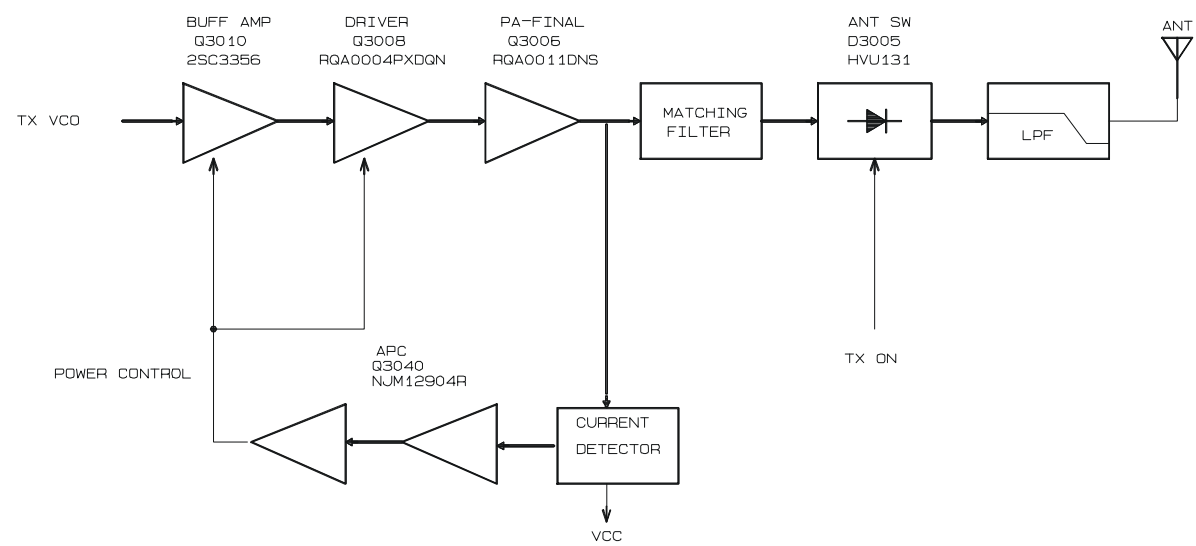 BUFF AMP
Q3010
2SC3356
DRIVER
Q3008
RQA0004PXDQN
PA-FINAL
Q3006
RQA0011DNS
ANT SW
D3005
HVU131
ANT
TX VCO
MATCHING
FILTER
LPF
TX ON
POWER CONTROL
APC
Q3040
NJM12904R
CURRENT
DETECTOR
VCC